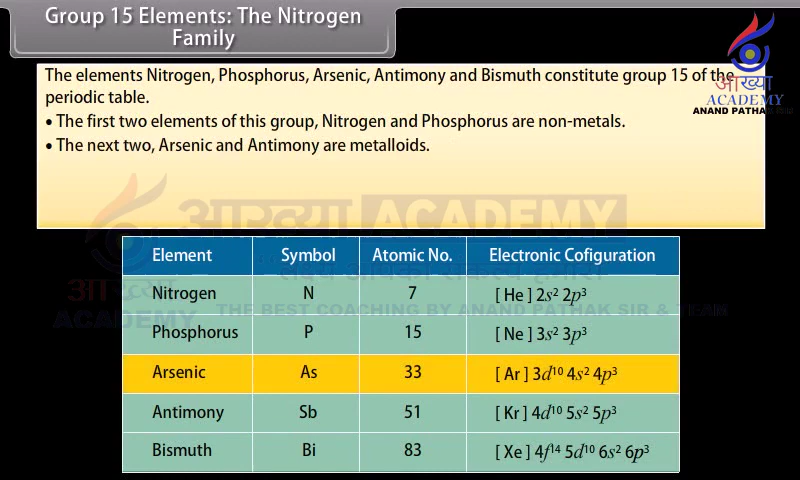 Group 15 Elements: The Nitrogen
Family
The elements Nitrogen, Phosphorus, Arsenic, Antimony and Bismuth constitute group 15 of the
periodic table.
• The first two elements of this group, Nitrogen and Phosphorus are non-metals.
• The next two, Arsenic and Antimony are metalloids.
आख्या
ACADEMY
ANAND PATHAK SIR
आख्या ACADEMY
आख्या
ACADEMY
THE BEST COACHING BY ANAND PATHAK SIR & TEAM
Element Symbol Atomic No. Electronic Cofiguration
Nitrogen N 7 [ He ] 2s² 2p³
Phosphorus P 15 [ Ne ] 3s² 3p³
Arsenic As 33 [ Ar ] 3d¹⁰ 4s² 4p³
Antimony Sb 51 [ Kr ] 4d¹⁰ 5s² 5p³
Bismuth Bi 83 [ Xe ] 4f¹⁴ 5d¹⁰ 6s² 6p³